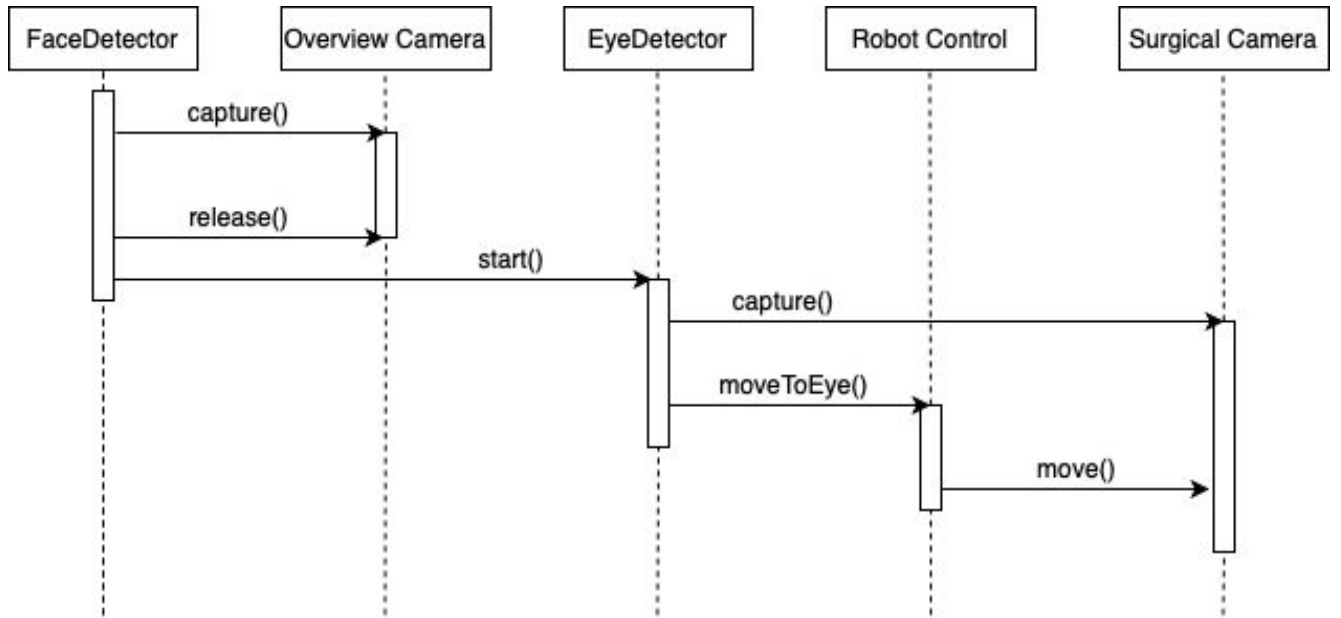 FaceDetector
Overview Camera
EyeDetector
Robot Control
Surgical Camera
capture()
release()
start()
capture()
moveToEye()
move()